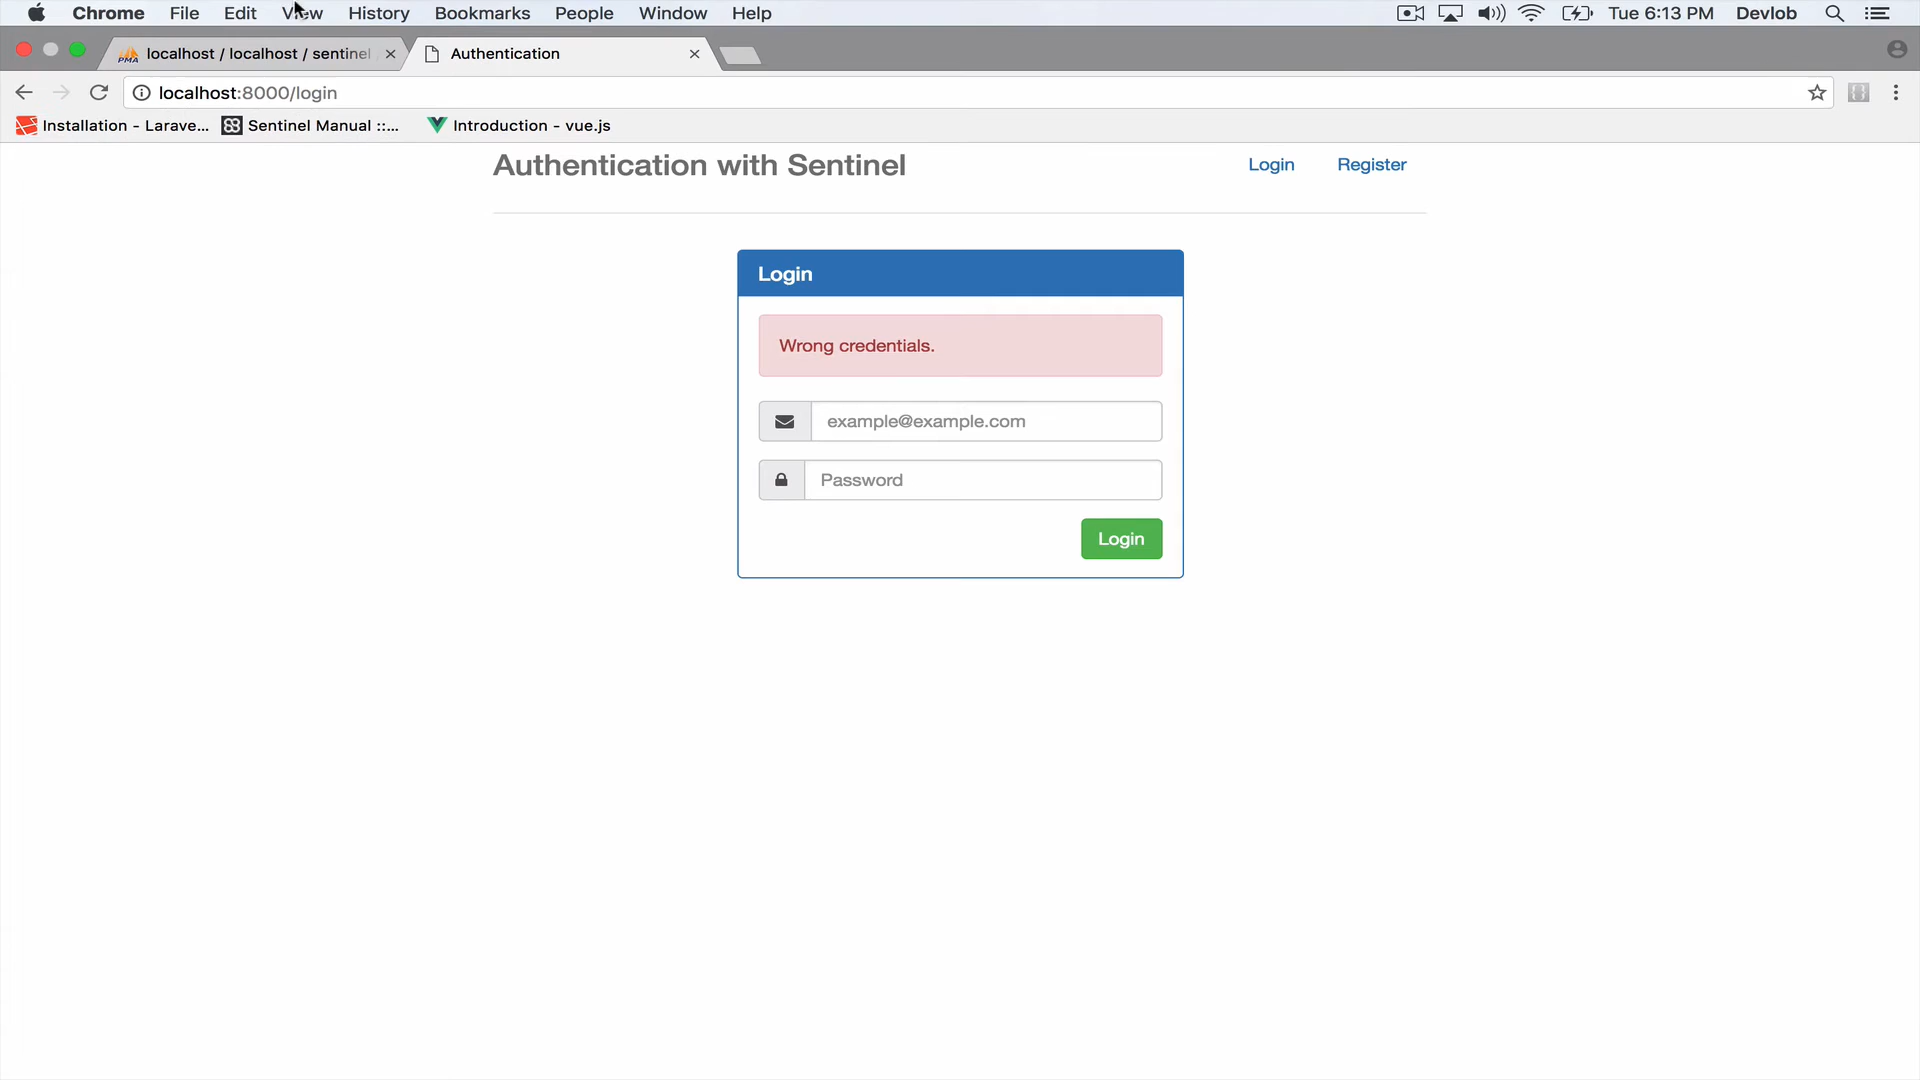 Chrome File Edit View History Bookmarks People Window Help Tue 6:13 PM Devlob
PMA localhost / localhost / sentinel Authentication
localhost:8000/login
Installation - Larave... Sentinel Manual ::... Introduction - vue.js
Authentication with Sentinel Login Register
Login
Wrong credentials.
example@example.com
Password
Login